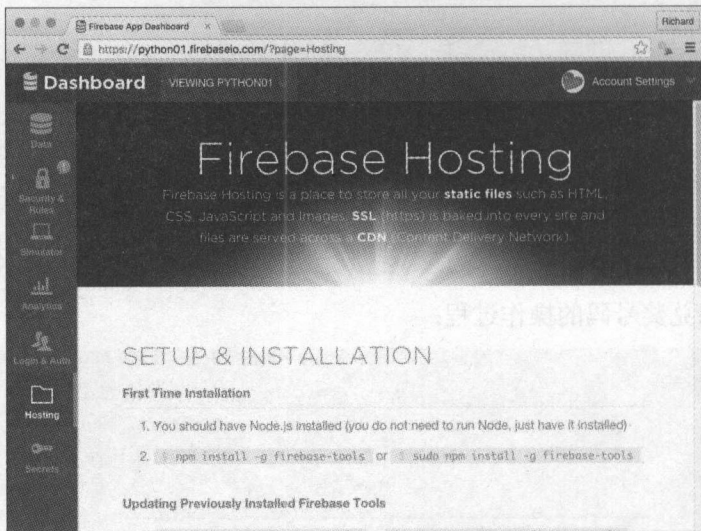 Firebase App Dashboard
Richard
https://python01.firebaseio.com/?page=Hosting
Dashboard VIEWING PYTHON01
Account Settings
Data
1
Security & Rules
Simulator
Analytics
Login & Auth
Hosting
Secrets
Firebase Hosting
Firebase Hosting is a place to store all your static files such as HTML,
CSS, JavaScript and Images. SSL (https) is baked into every site and
files are served across a CDN (Content Delivery Network).
SETUP & INSTALLATION
First Time Installation
1. You should have Node.js installed (you do not need to run Node, just have it installed)
2. $ npm install -g firebase-tools or $ sudo npm install -g firebase-tools
Updating Previously Installed Firebase Tools